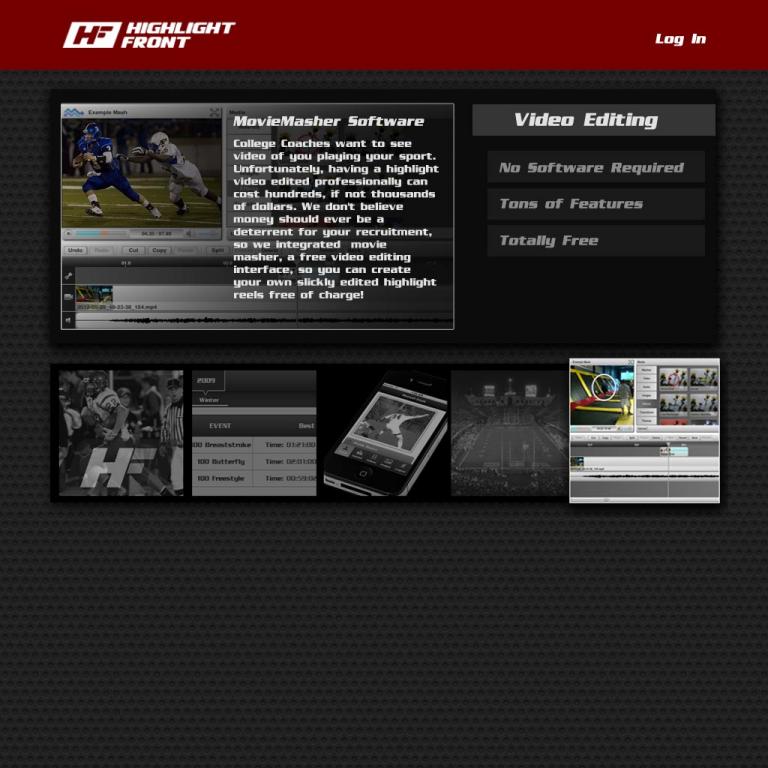 HF HIGHLIGHT
FRONT
Log In
Example Mash
MovieMasher Software
College Coaches want to see
video of you playing your sport.
Unfortunately, having a highlight
video edited professionally can
cost hundreds, if not thousands
of dollars. We don't believe
money should ever be a
deterrent for your recruitment,
so we integrated movie
masher, a free video editing
interface, so you can create
your own slickly edited highlight
reels free of charge!
Undo
Cut
Copy
Split
Video Editing
No Software Required
Tons of Features
Totally Free
HF
2009
Winter
EVENT Best
100 Breaststroke Time: 01:21:00
100 Butterfly Time: 02:01:00
100 Freestyle Time: 00:59:02